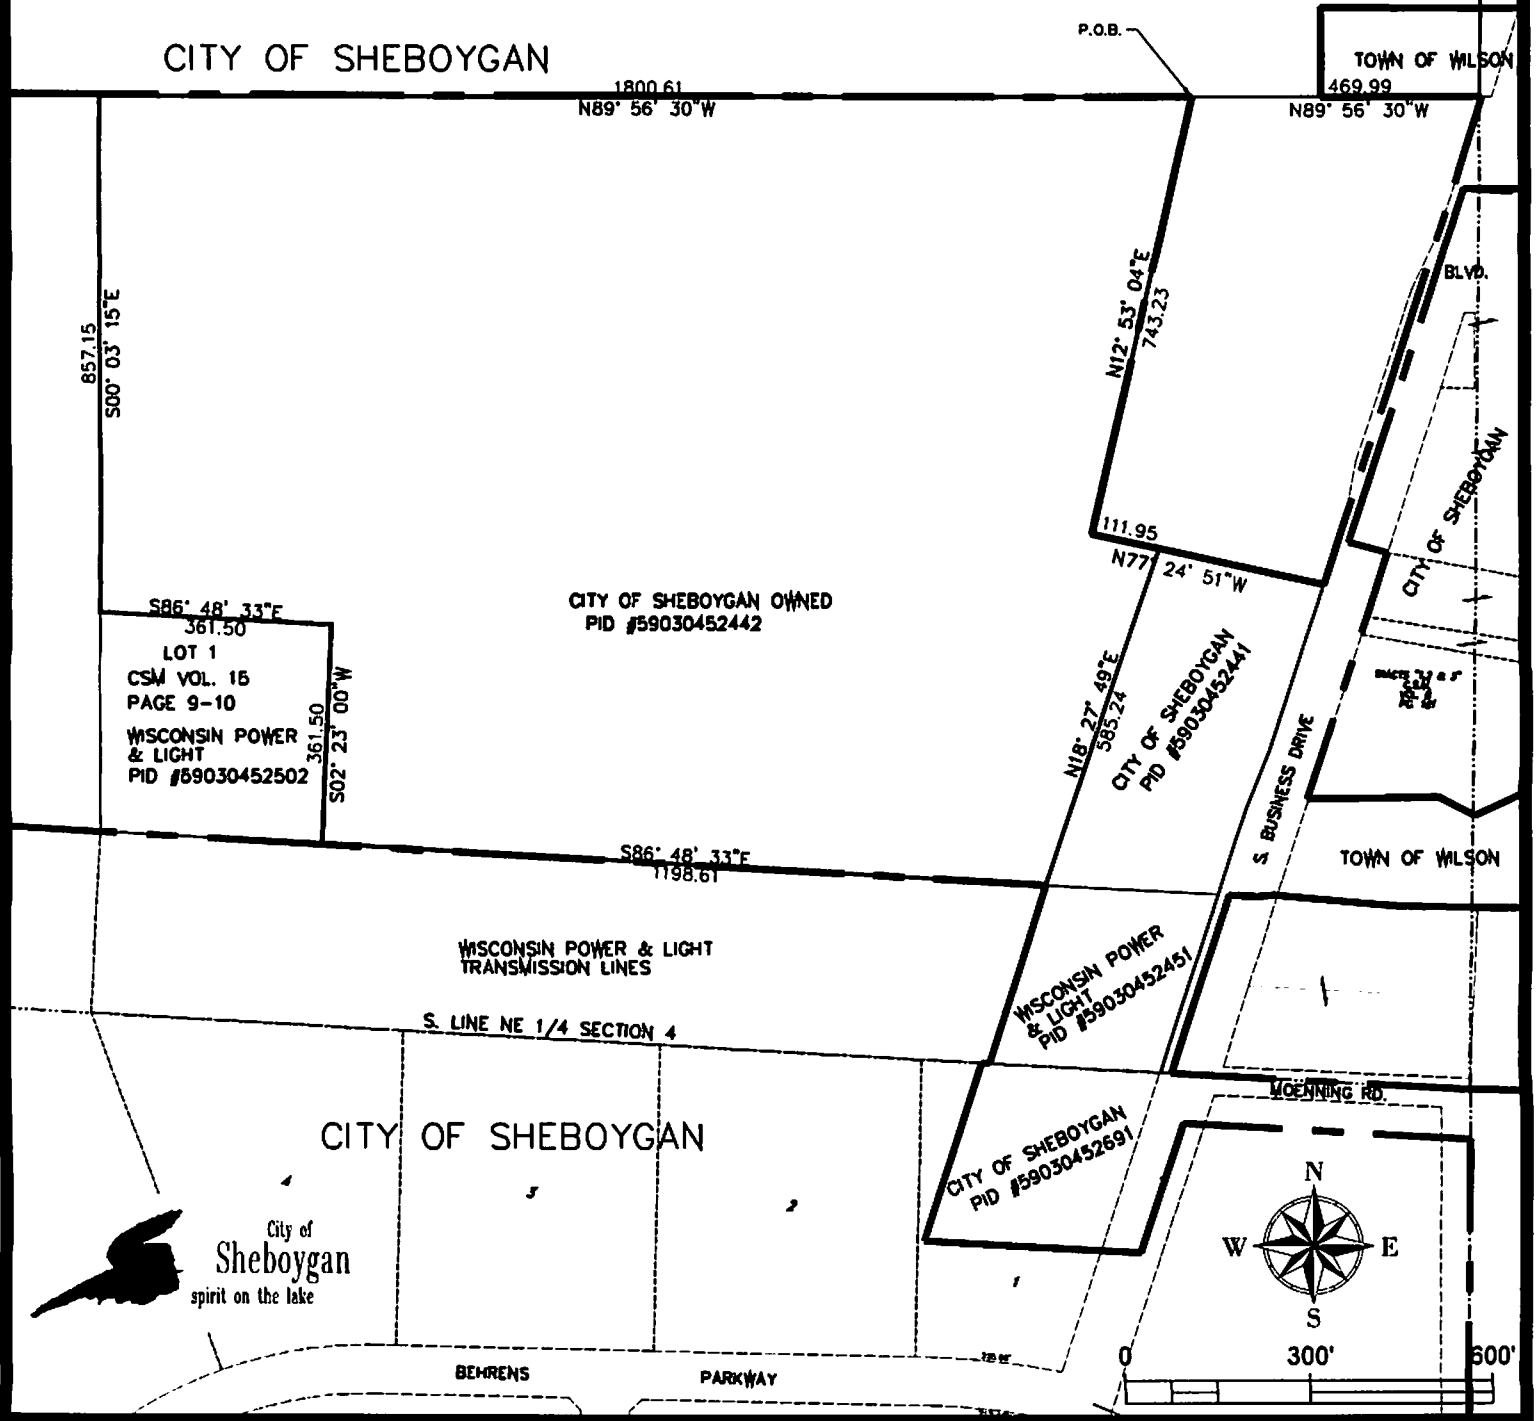 P.O.B.
CITY OF SHEBOYGAN
TOWN OF WILSON
1800.61
N89° 56' 30"W
469.99
N89° 56' 30"W
857.15
S00° 03' 15"E
N12° 53' 04"E
743.23
BLVD.
CITY OF SHEBOYGAN
111.95
N77° 24' 51"W
S86° 48' 33"E
361.50
LOT 1
CSM VOL. 15
PAGE 9-10
WISCONSIN POWER
& LIGHT
PID #59030452502
361.50
S02° 23' 00"W
CITY OF SHEBOYGAN OWNED
PID #59030452442
N18° 27' 49"E
585.24
CITY OF SHEBOYGAN
PID #59030452441
S. BUSINESS DRIVE
TOWN OF WILSON
S86° 48' 33"E
1198.61
WISCONSIN POWER & LIGHT
TRANSMISSION LINES
WISCONSIN POWER
& LIGHT
PID #59030452451
S. LINE NE 1/4 SECTION 4
MOENNING RD.
CITY OF SHEBOYGAN
CITY OF SHEBOYGAN
PID #59030452691
4
3
2
1
N
W
E
S
City of
Sheboygan
spirit on the lake
BEHRENS
PARKWAY
0
300'
600'